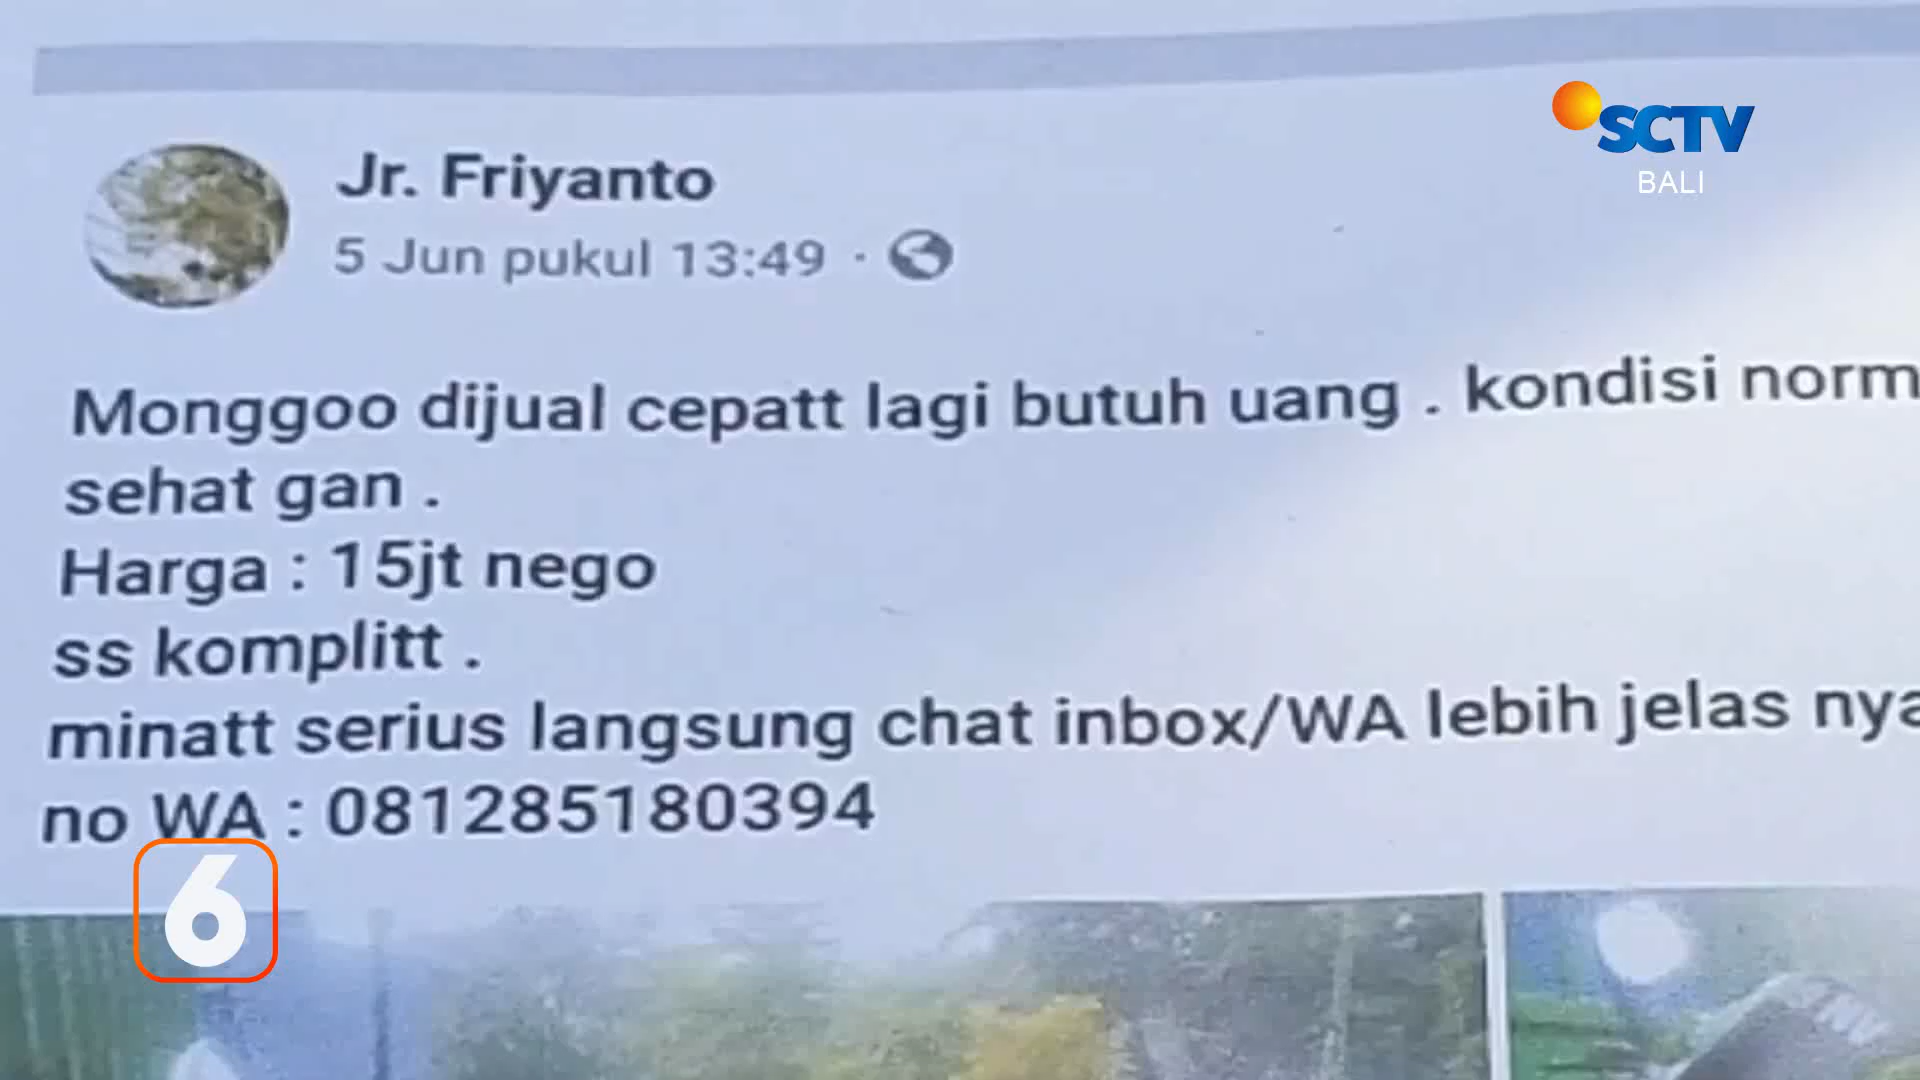 SCTV
BALI
Jr. Friyanto
5 Jun pukul 13:49 ·
Monggoo dijual cepatt lagi butuh uang . kondisi norm
sehat gan .
Harga : 15jt nego
ss komplitt .
minatt serius langsung chat inbox/WA lebih jelas nya
no WA : 081285180394
6